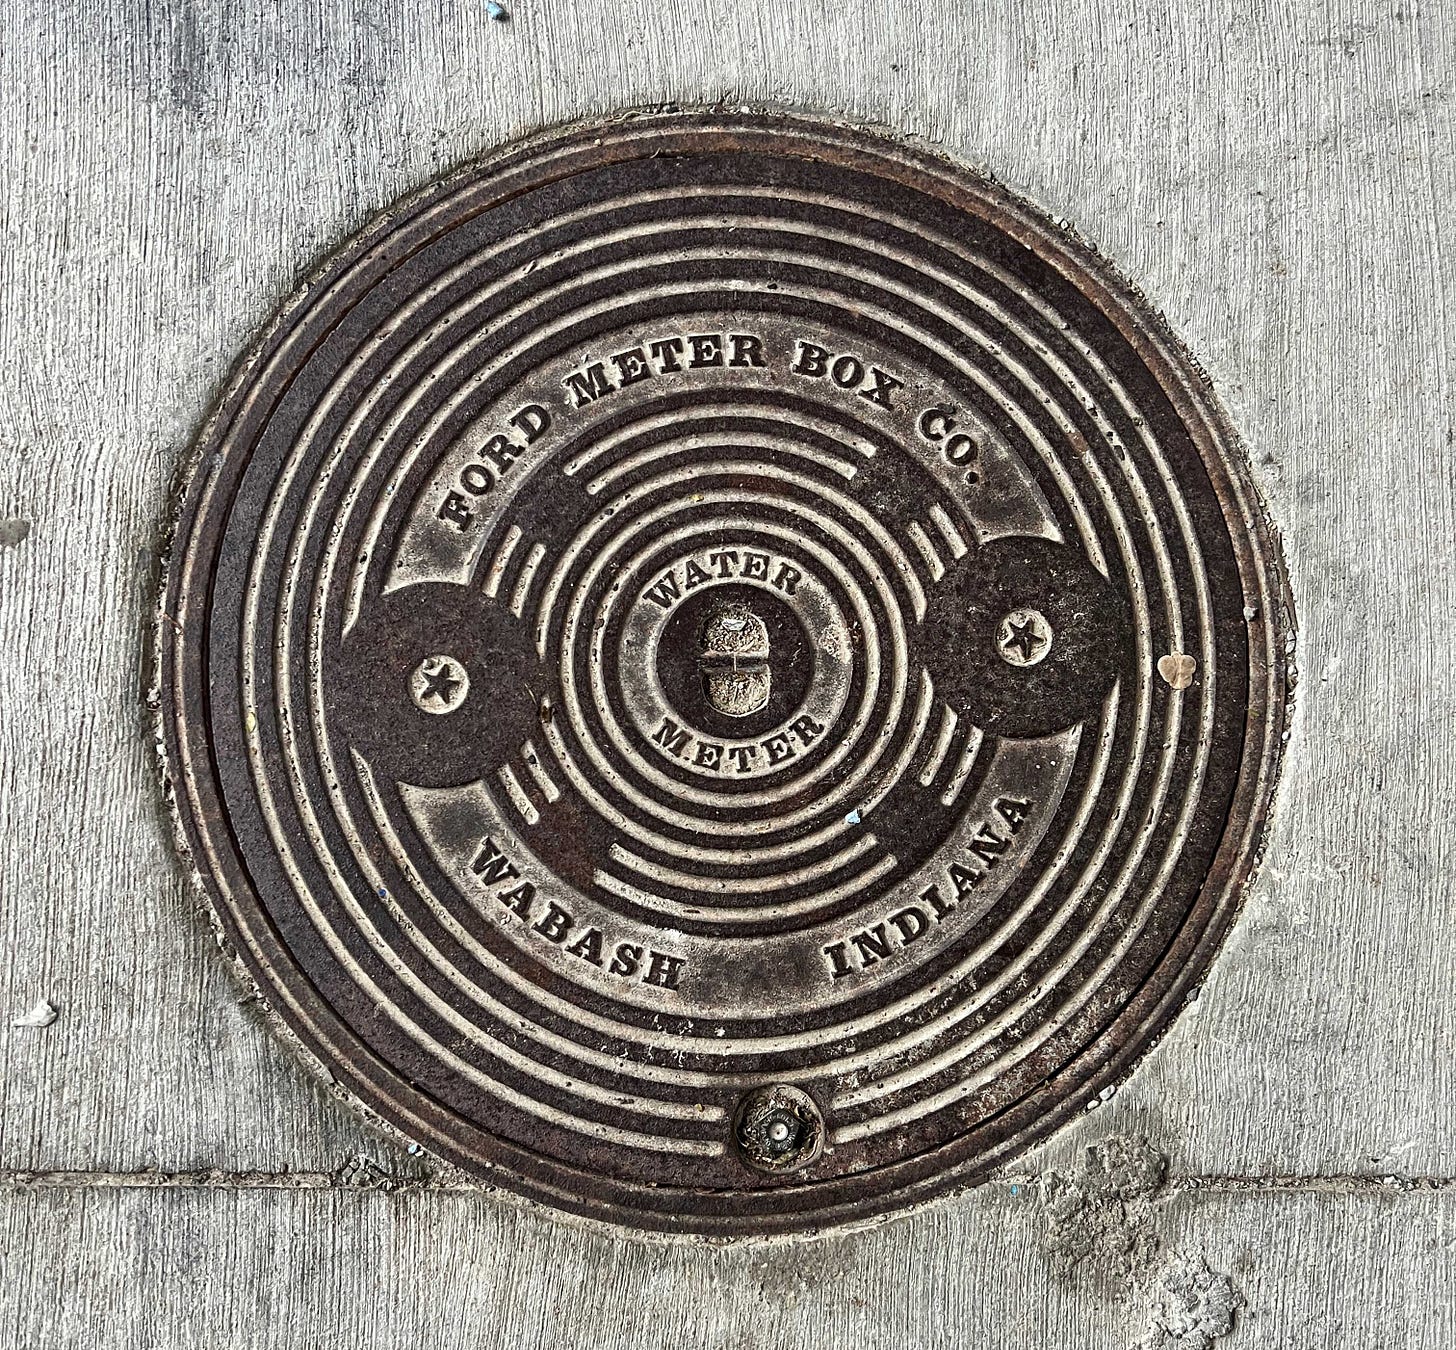 FORD METER BOX CO.
WATER
METER
WABASH INDIANA